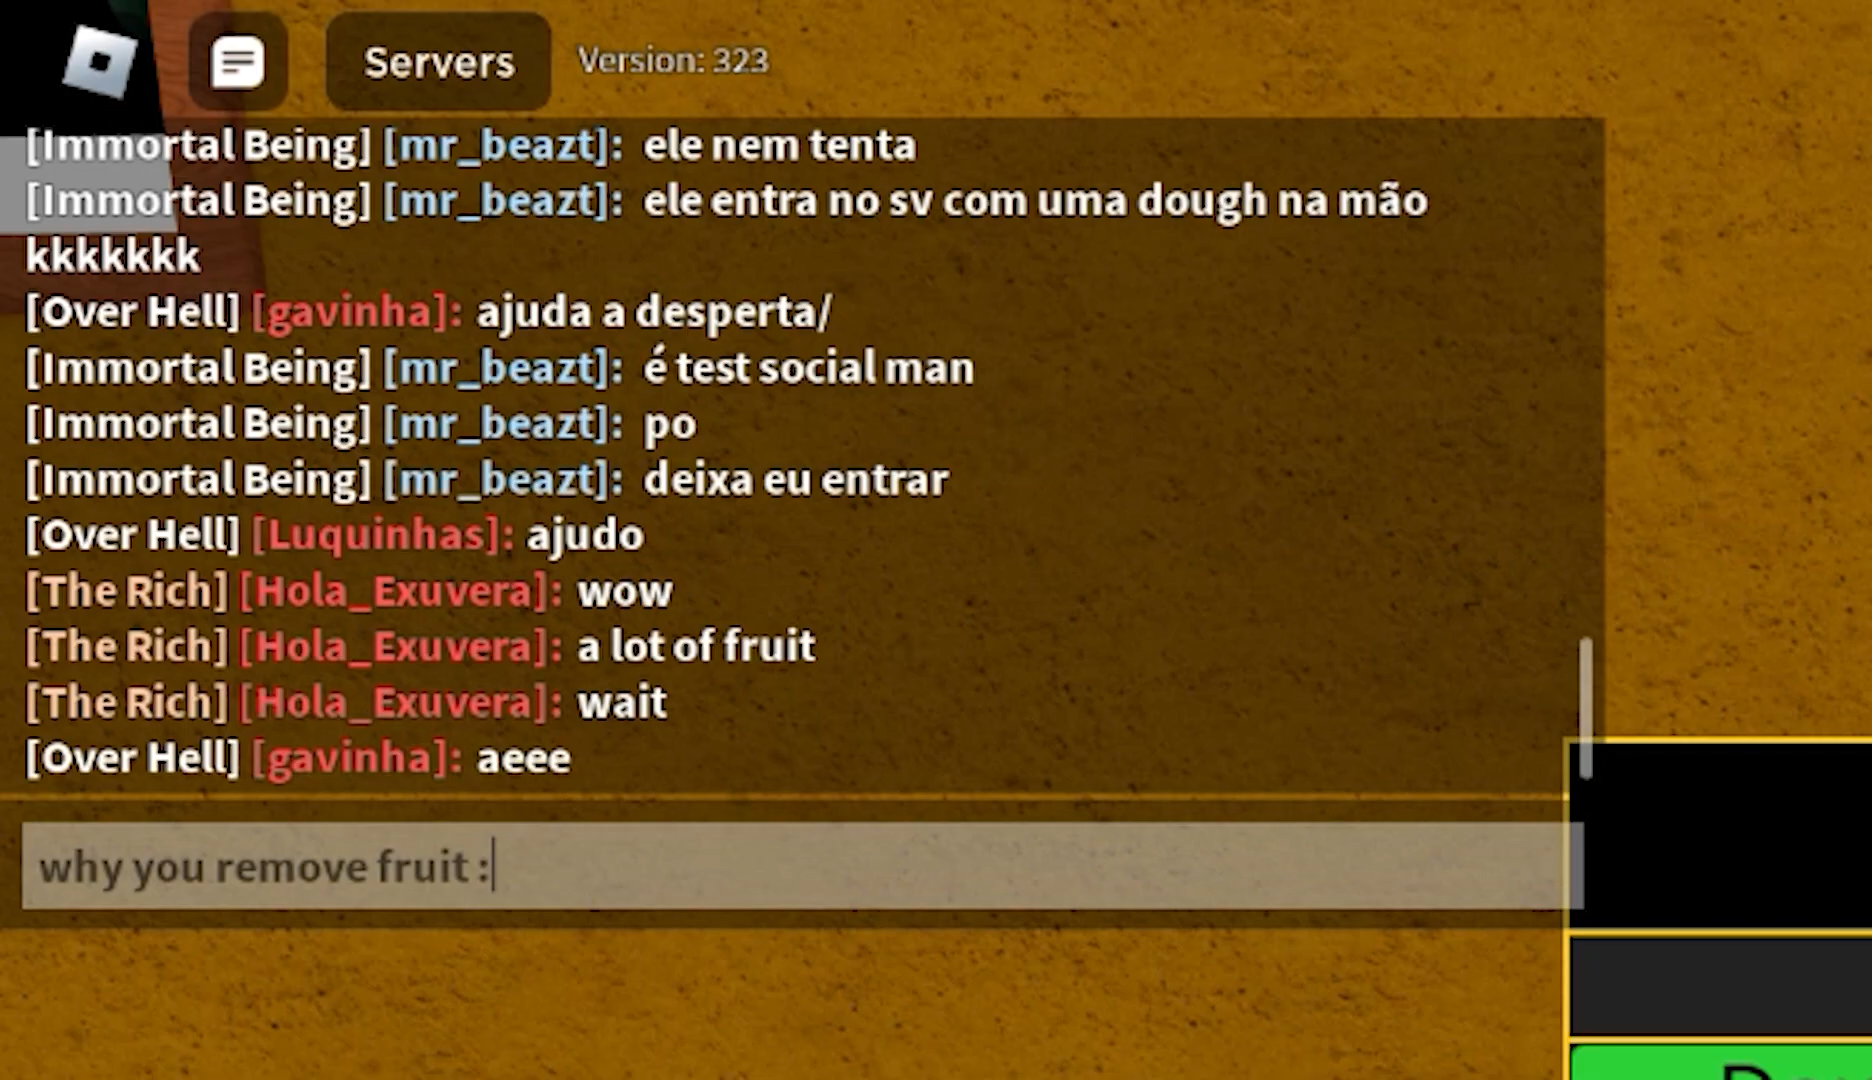 Servers Version: 323
[Immortal Being] [mr_beazt]: ele nem tenta
[Immortal Being] [mr_beazt]: ele entra no sv com uma dough na mão
kkkkkkk
[Over Hell] [gavinha]: ajuda a desperta/
[Immortal Being] [mr_beazt]: é test social man
[Immortal Being] [mr_beazt]: po
[Immortal Being] [mr_beazt]: deixa eu entrar
[Over Hell] [Luquinhas]: ajudo
[The Rich] [Hola_Exuvera]: wow
[The Rich] [Hola_Exuvera]: a lot of fruit
[The Rich] [Hola_Exuvera]: wait
[Over Hell] [gavinha]: aeee
why you remove fruit :